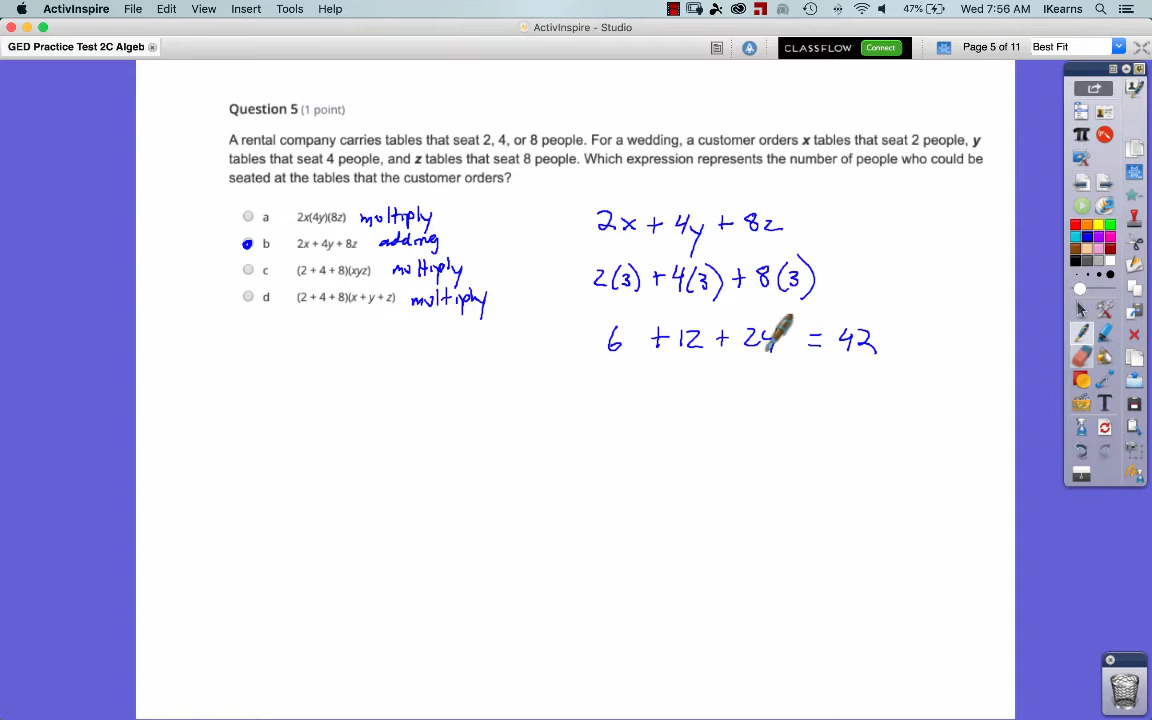 ActivInspire File Edit View Insert Tools Help 47% Wed 7:56 AM IKearns
ActivInspire - Studio
GED Practice Test 2C Algeb CLASSFLOW Connect Page 5 of 11 Best Fit
Question 5 (1 point)
A rental company carries tables that seat 2, 4, or 8 people. For a wedding, a customer orders x tables that seat 2 people, y
tables that seat 4 people, and z tables that seat 8 people. Which expression represents the number of people who could be
seated at the tables that the customer orders?
a 2x(4y)(8z) multiply
b 2x + 4y + 8z adding
c (2 + 4 + 8)(xyz) multiply
d (2 + 4 + 8)(x + y + z) multiply
2x + 4y + 8z
2(3) + 4(3) + 8(3)
6 + 12 + 24 = 42